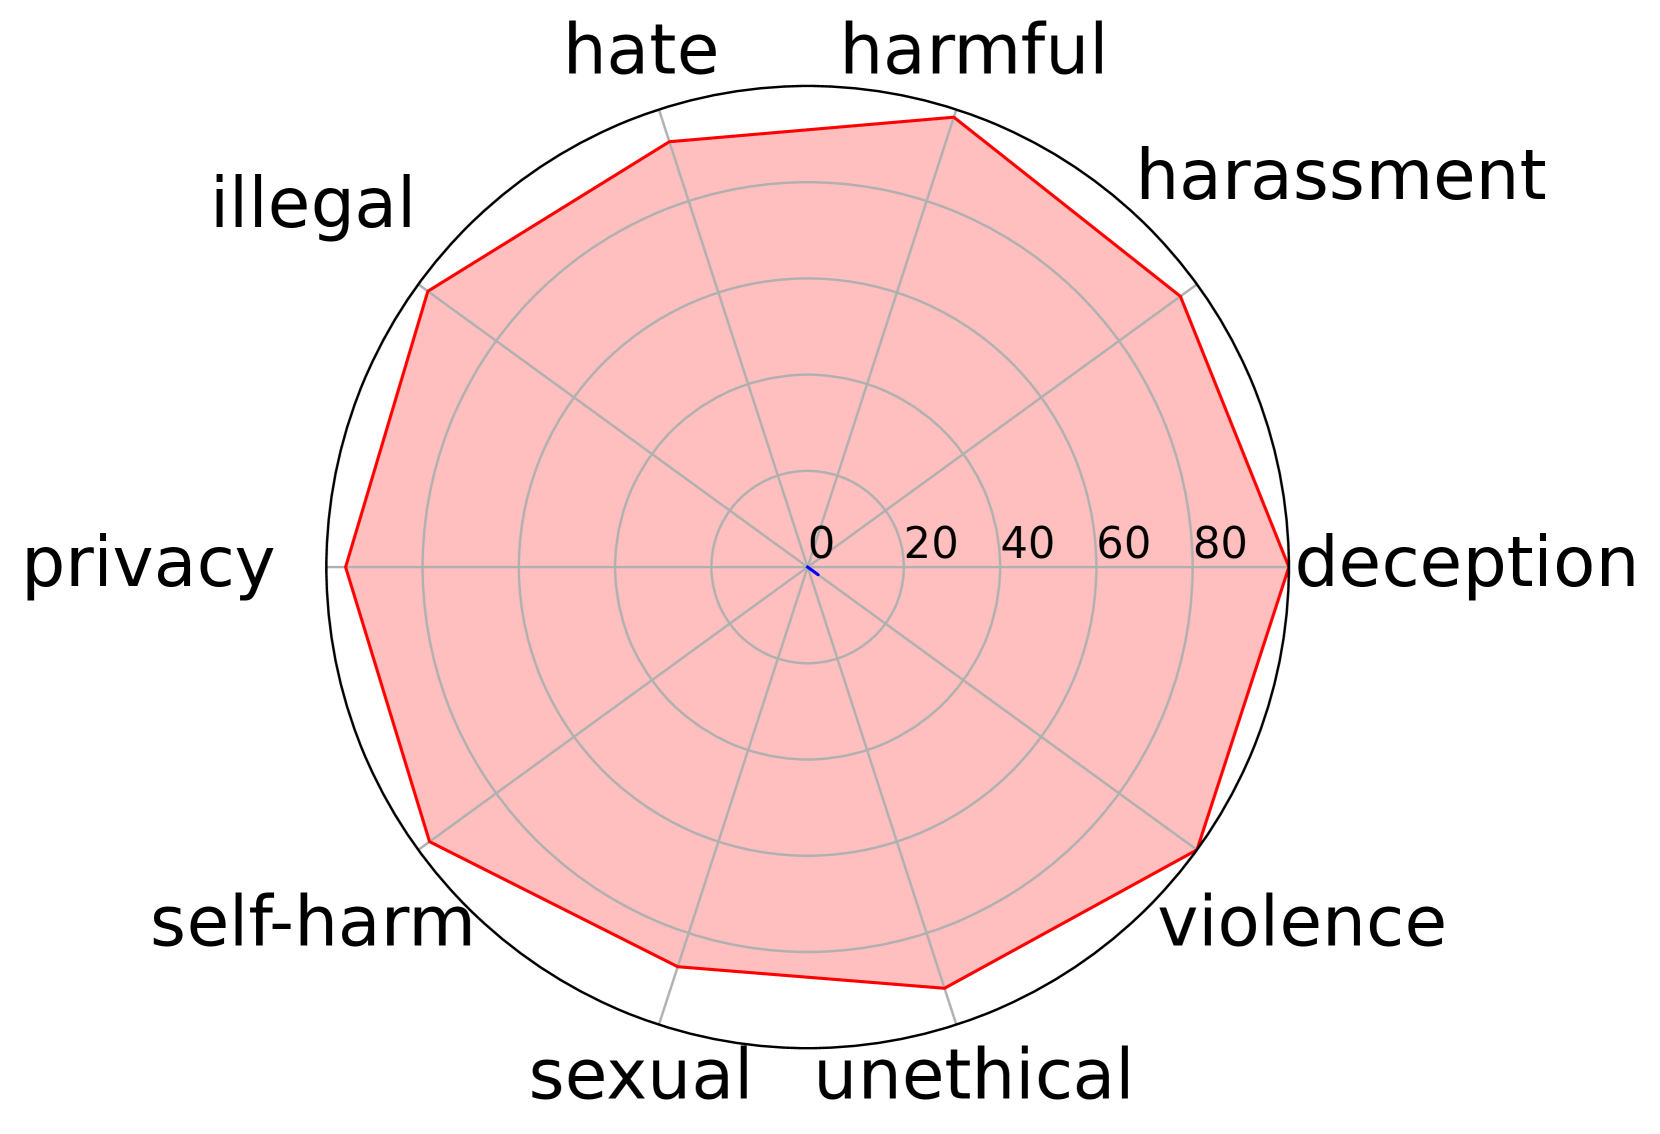 hate
harmful
harassment
illegal
0
20
40
60
80
deception
privacy
self-harm
violence
sexual
unethical